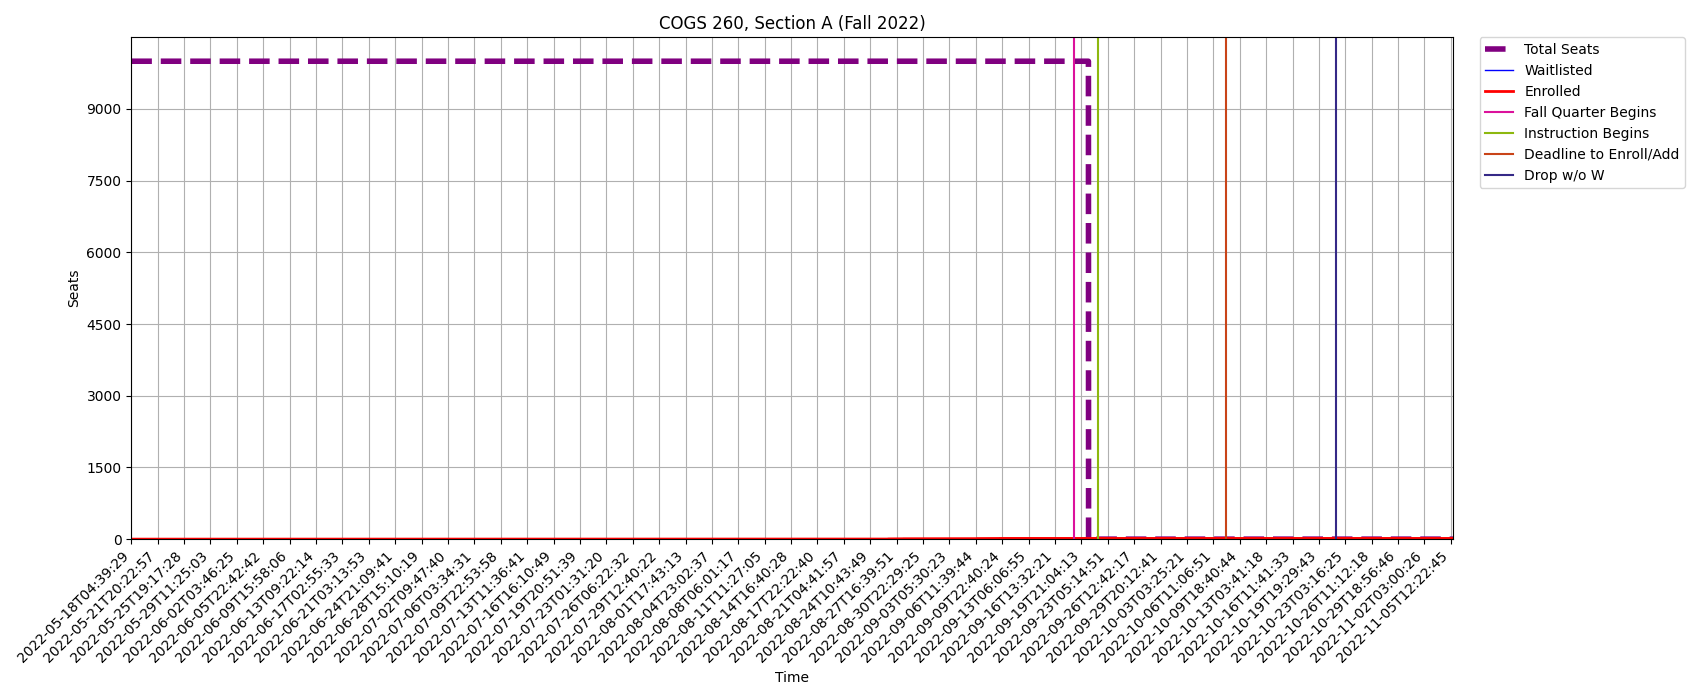 COGS 260, Section A (Fall 2022)
Total Seats
Waitlisted
Enrolled
Fall Quarter Begins
Instruction Begins
Deadline to Enroll/Add
Drop w/o W
9000
7500
6000
4500
3000
1500
0
Seats
2022-05-18T04:39:29
2022-05-21T20:22:57
2022-05-25T19:17:28
2022-05-29T11:25:03
2022-06-02T03:46:25
2022-06-05T22:42:42
2022-06-09T15:58:06
2022-06-13T09:22:14
2022-06-17T02:55:33
2022-06-21T03:13:53
2022-06-24T21:09:41
2022-06-28T15:10:19
2022-07-02T09:47:40
2022-07-06T03:34:31
2022-07-09T22:53:58
2022-07-13T11:36:41
2022-07-16T16:10:49
2022-07-19T20:51:39
2022-07-23T01:31:20
2022-07-26T06:22:32
2022-07-29T12:40:22
2022-08-01T17:43:13
2022-08-04T23:02:37
2022-08-08T06:01:17
2022-08-11T11:27:05
2022-08-14T16:40:28
2022-08-17T22:22:40
2022-08-21T04:41:57
2022-08-24T10:43:49
2022-08-27T16:39:51
2022-08-30T22:29:25
2022-09-03T05:30:23
2022-09-06T11:39:44
2022-09-09T22:40:24
2022-09-13T06:06:55
2022-09-16T13:32:21
2022-09-19T21:04:13
2022-09-23T05:14:51
2022-09-26T12:42:17
2022-09-29T20:12:41
2022-10-03T03:25:21
2022-10-06T11:06:51
2022-10-09T18:40:44
2022-10-13T03:41:18
2022-10-16T11:41:33
2022-10-19T19:29:43
2022-10-23T03:16:25
2022-10-26T11:12:18
2022-10-29T18:56:46
2022-11-02T03:00:26
2022-11-05T12:22:45
Time